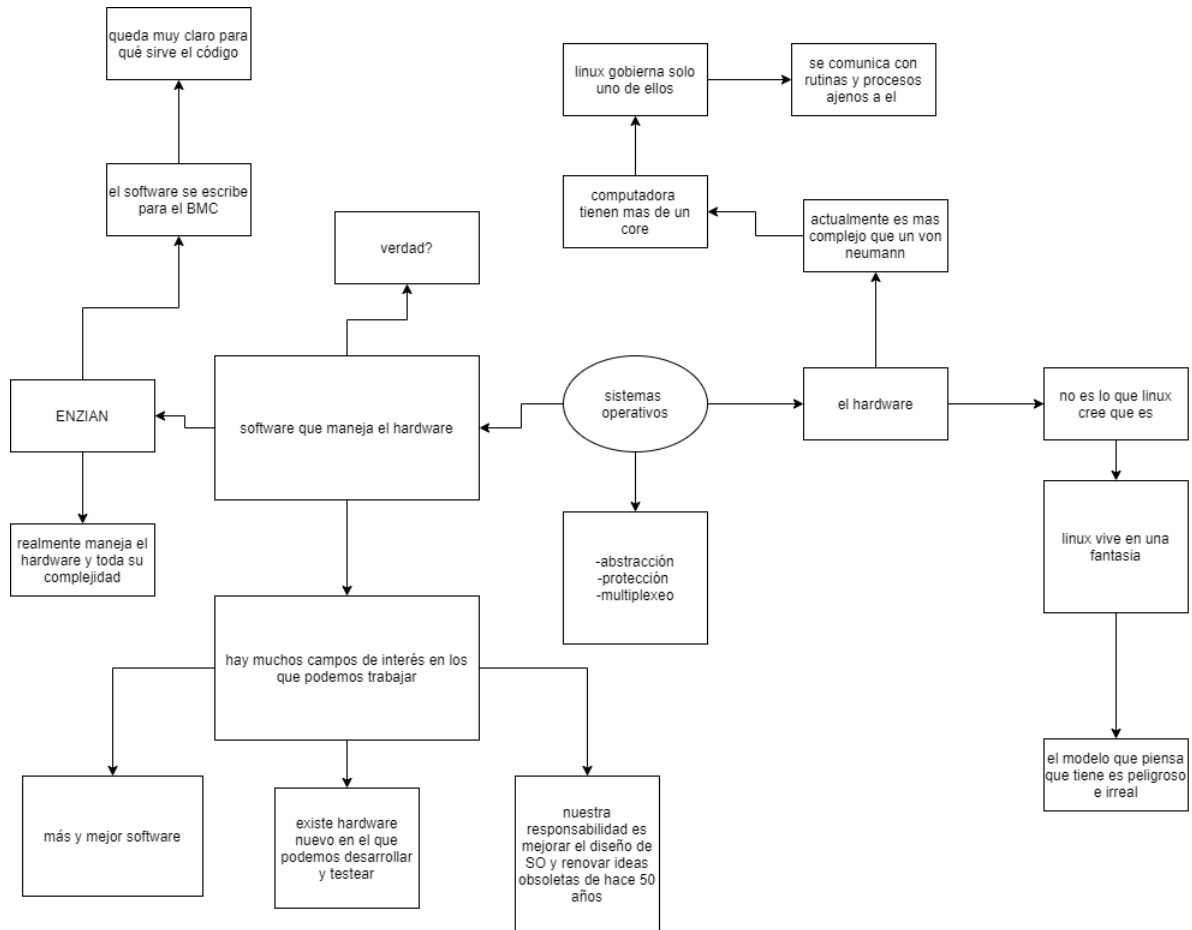 queda muy claro para
qué sirve el código
linux gobierna solo
uno de ellos
se comunica con
rutinas y procesos
ajenos a el
el software se escribe
para el BMC
computadora
tienen mas de un
core
actualmente es mas
complejo que un von
neumann
verdad?
ENZIAN
software que maneja el hardware
sistemas
operativos
el hardware
no es lo que linux
cree que es
realmente maneja el
hardware y toda su
complejidad
-abstracción
-protección
-multiplexeo
linux vive en una
fantasia
hay muchos campos de interés en los
que podemos trabajar
el modelo que piensa
que tiene es peligroso
e irreal
más y mejor software
existe hardware
nuevo en el que
podemos desarrollar
y testear
nuestra
responsabilidad es
mejorar el diseño de
SO y renovar ideas
obsoletas de hace 50
años